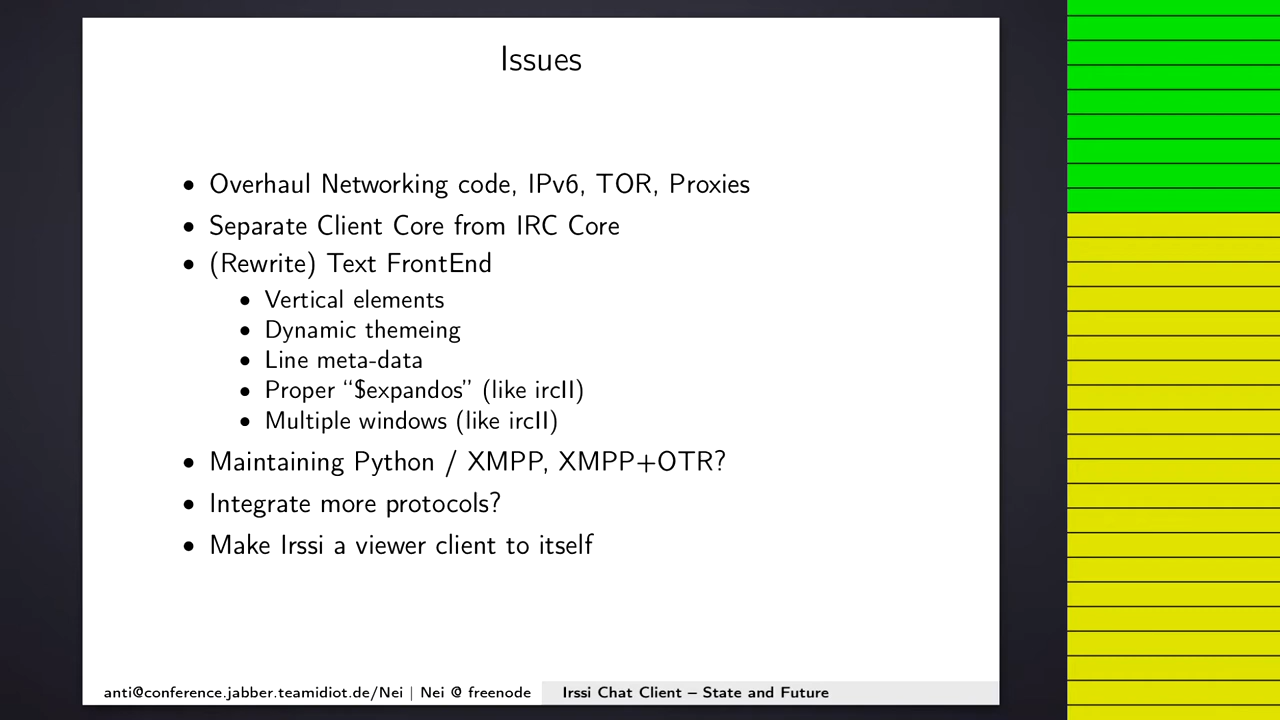 Issues
• Overhaul Networking code, IPv6, TOR, Proxies
• Separate Client Core from IRC Core
• (Rewrite) Text FrontEnd
• Vertical elements
• Dynamic themeing
• Line meta-data
• Proper “$expandos” (like ircII)
• Multiple windows (like ircII)
• Maintaining Python / XMPP, XMPP+OTR?
• Integrate more protocols?
• Make Irssi a viewer client to itself
anti@conference.jabber.teamidiot.de/Nei | Nei @ freenode Irssi Chat Client – State and Future